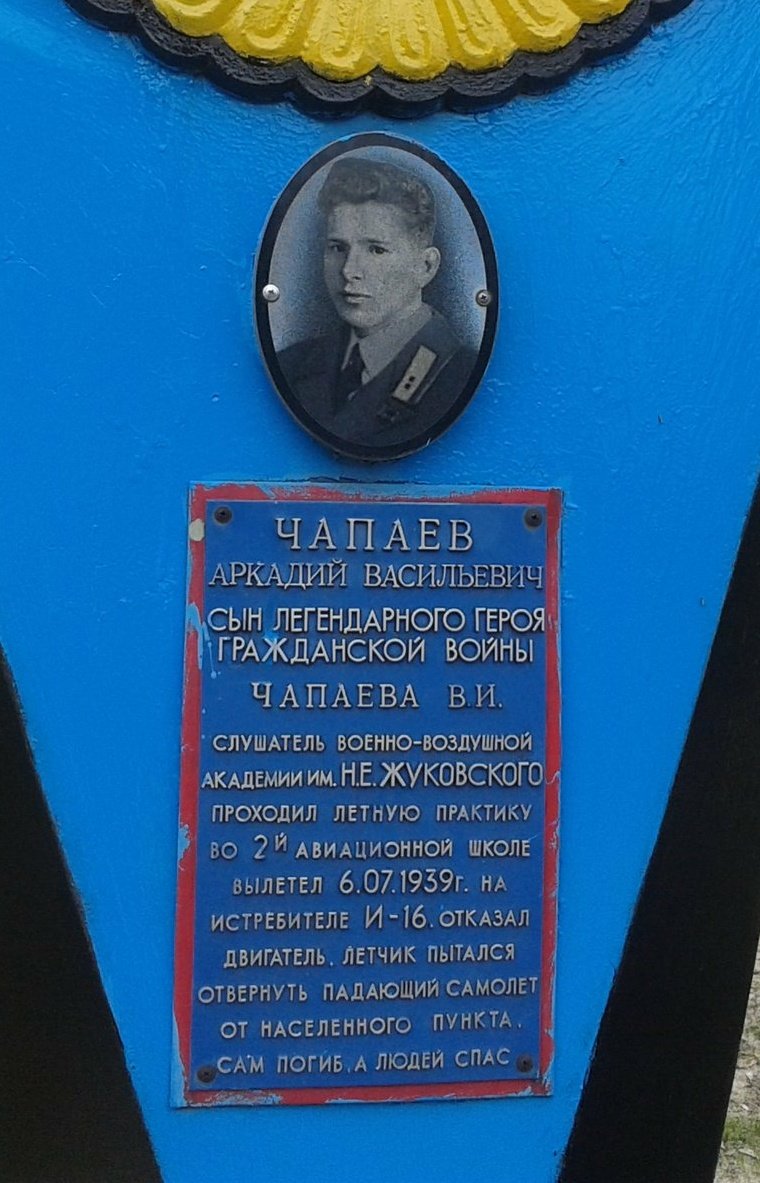 ЧАПАЕВ
АРКАДИЙ ВАСИЛЬЕВИЧ
СЫН ЛЕГЕНДАРНОГО ГЕРОЯ
ГРАЖДАНСКОЙ ВОЙНЫ
ЧАПАЕВА В.И.
СЛУШАТЕЛЬ ВОЕННО-ВОЗДУШНОЙ
АКАДЕМИИ ИМ. Н.Е. ЖУКОВСКОГО
ПРОХОДИЛ ЛЕТНУЮ ПРАКТИКУ
ВО 2Й АВИАЦИОННОЙ ШКОЛЕ
ВЫЛЕТЕЛ 6.07.1939г. НА
ИСТРЕБИТЕЛЕ И-16. ОТКАЗАЛ
ДВИГАТЕЛЬ. ЛЕТЧИК ПЫТАЛСЯ
ОТВЕРНУТЬ ПАДАЮЩИЙ САМОЛЕТ
ОТ НАСЕЛЕННОГО ПУНКТА.
САМ ПОГИБ, А ЛЮДЕЙ СПАС